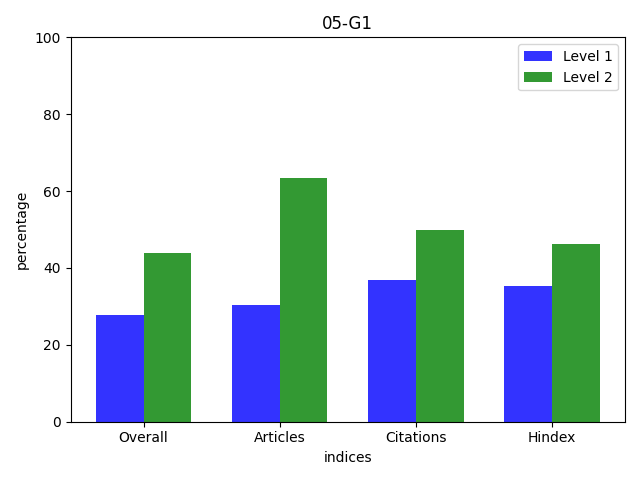 05-G1
100
80
60
40
20
0
percentage
Level 1
Level 2
Overall Articles Citations Hindex
indices